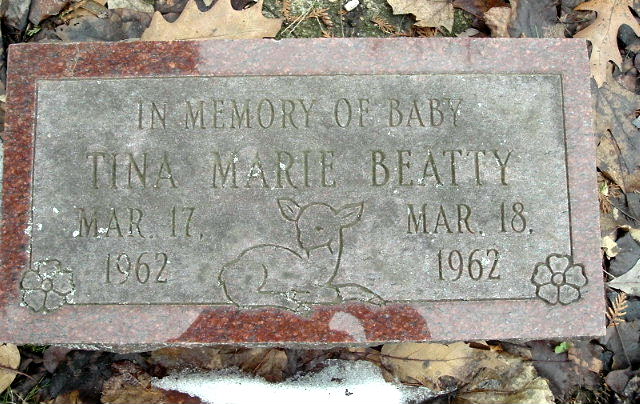 IN MEMORY OF BABY
TINA MARIE BEATTY
MAR. 17, MAR. 18,
1962 1962